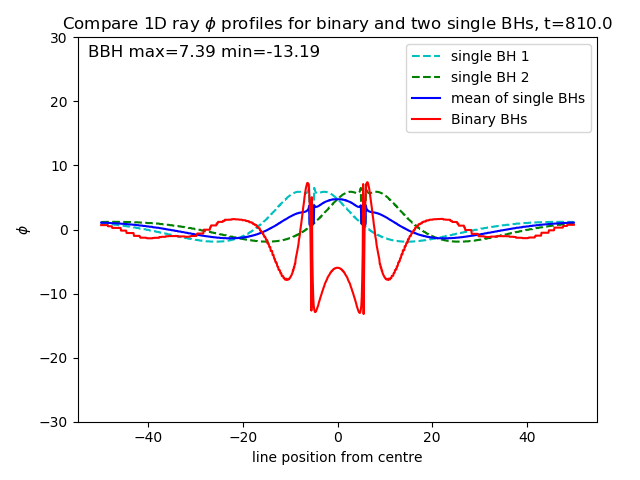 Compare 1D ray ϕ profiles for binary and two single BHs, t=810.0
BBH max=7.39 min=-13.19
single BH 1
single BH 2
mean of single BHs
Binary BHs
30
20
10
0
−10
−20
−30
ϕ
−40
−20
0
20
40
line position from centre